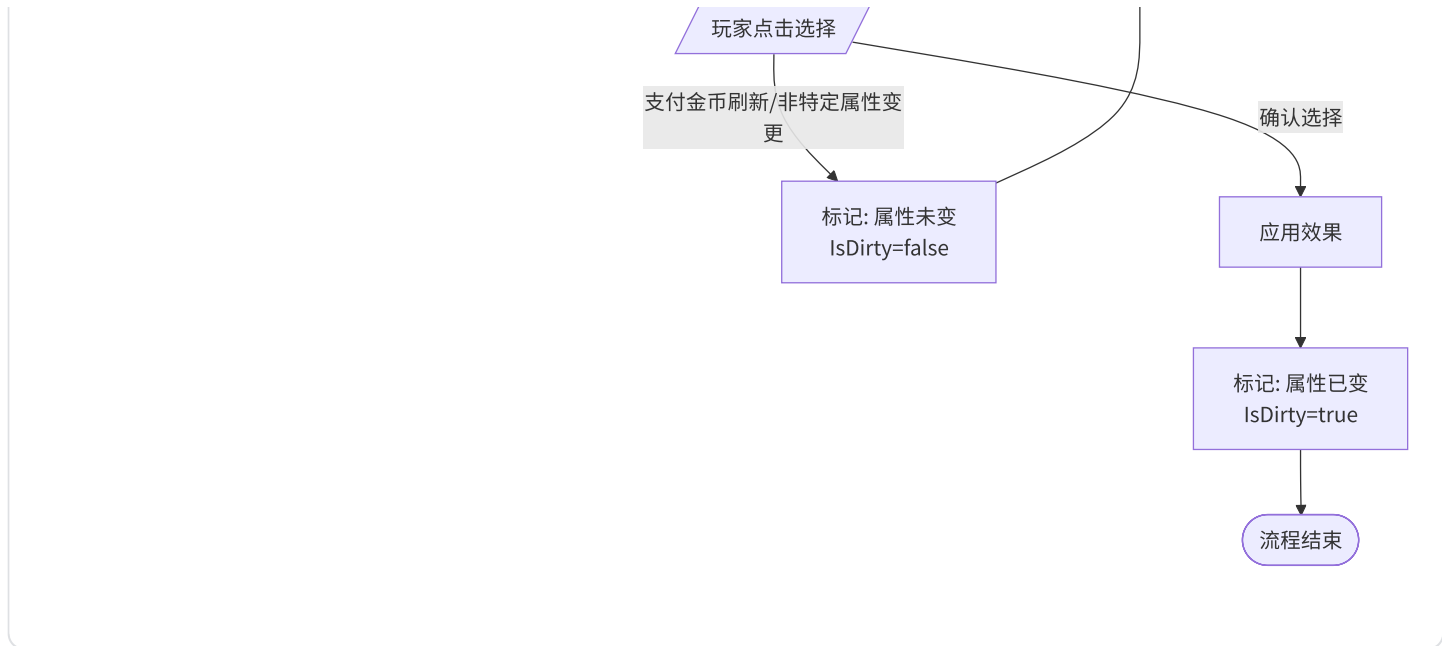 玩家点击选择
支付金币刷新/非特定属性变
更
确认选择
标记: 属性未变
IsDirty=false
应用效果
标记: 属性已变
IsDirty=true
流程结束